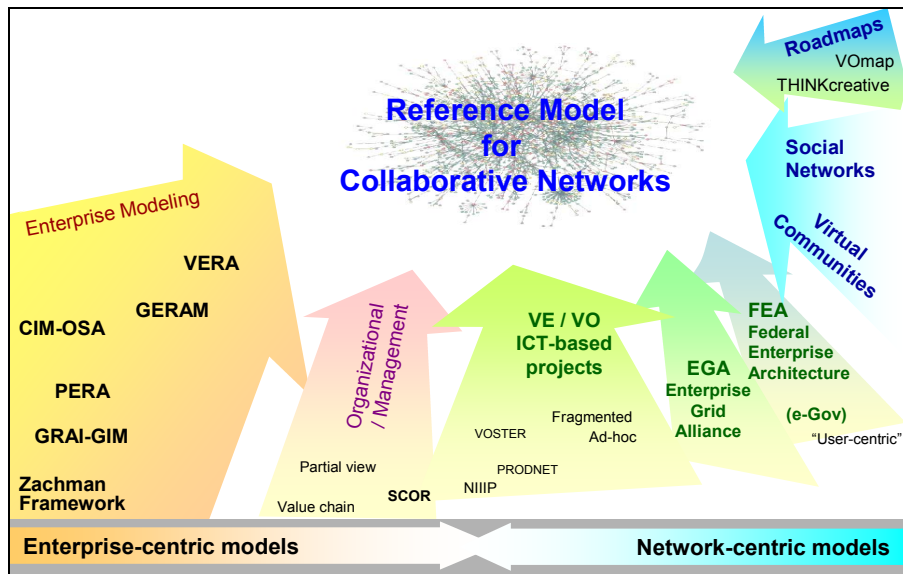 Roadmaps
VOmap
THINKcreative
Reference Model
for
Collaborative Networks
Social
Networks
Virtual
Communities
Enterprise Modeling
VERA
GERAM
CIM-OSA
PERA
GRAI-GIM
Zachman
Framework
Organizational
/ Management
Partial view
Value chain
SCOR
VE / VO
ICT-based
projects
Fragmented
Ad-hoc
VOSTER
PRODNET
NIIIP
EGA
Enterprise
Grid
Alliance
FEA
Federal
Enterprise
Architecture
(e-Gov)
“User-centric”
Enterprise-centric models
Network-centric models